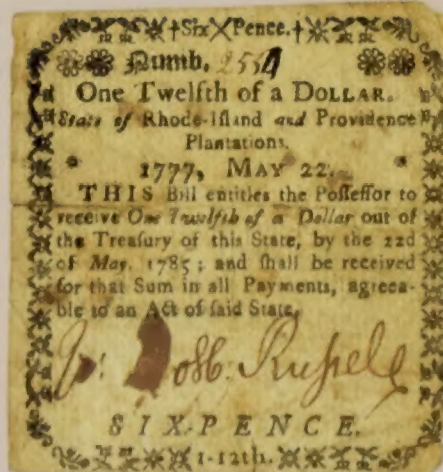 †Six Pence.†
Numb. 2554
One Twelfth of a DOLLAR.
State of Rhode-Iſland and Providence
Plantations.
1777, MAY 22.
THIS Bill entitles the Poſſeſſor to
receive One Twelfth of a Dollar out of
the Treaſury of this State, by the 22d
of May, 1785; and ſhall be received
for that Sum in all Payments, agreea-
ble to an Act of ſaid State,
SIX-PENCE.
1-12th.